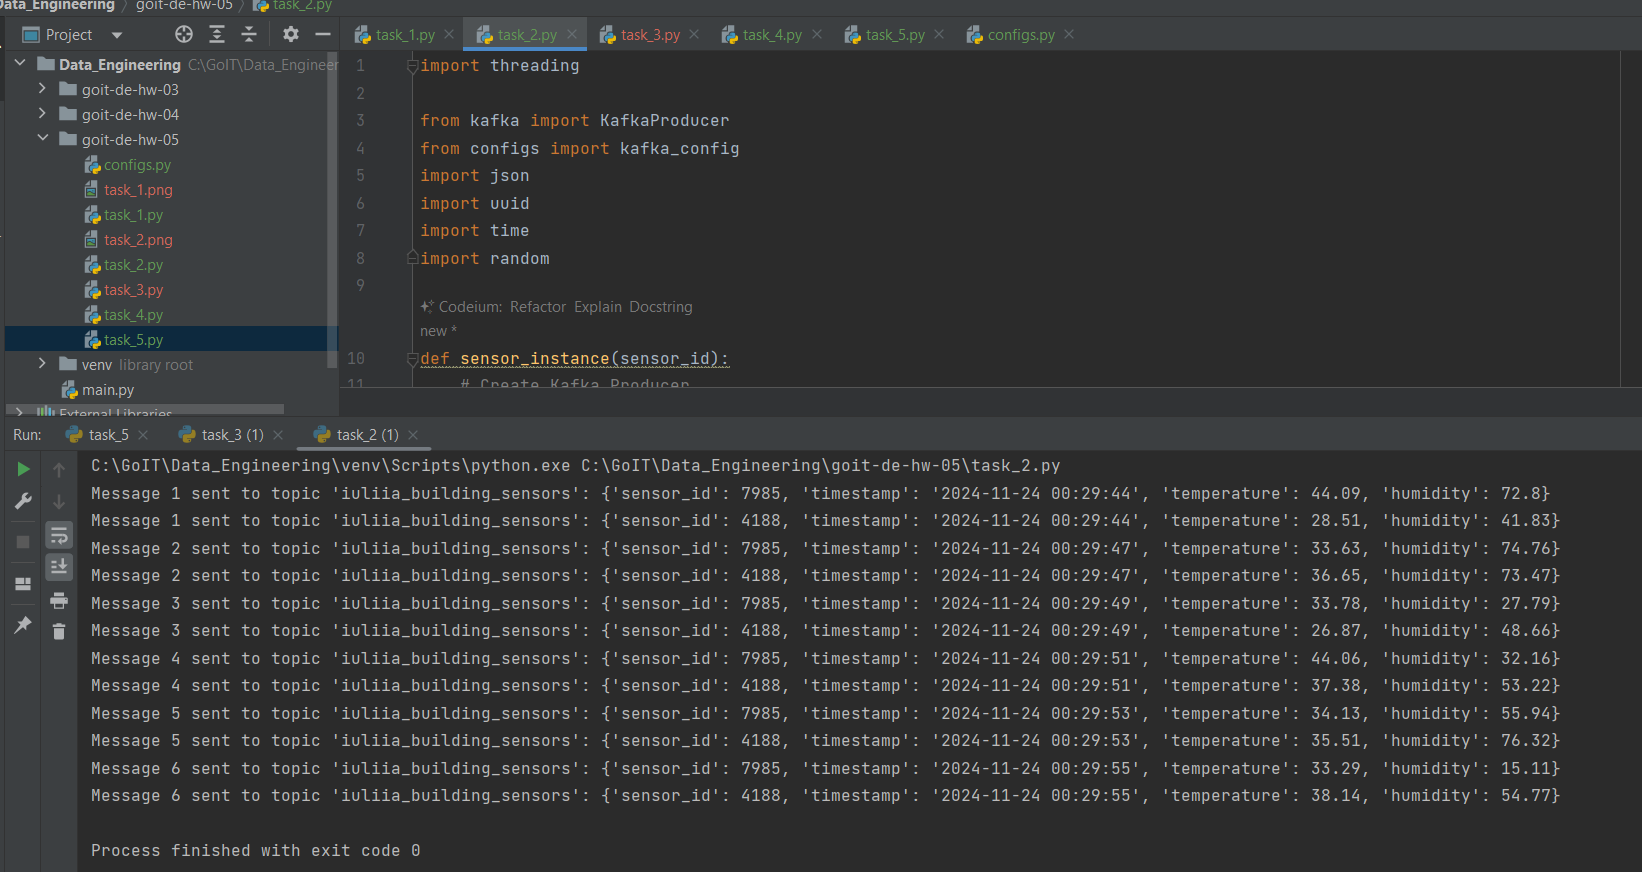 Data_Engineering goit-de-hw-05 task_2.py
Project
task_1.py task_2.py task_3.py task_4.py task_5.py configs.py
Data_Engineering C:\GoIT\Data_Engineer
goit-de-hw-03
goit-de-hw-04
goit-de-hw-05
configs.py
task_1.png
task_1.py
task_2.png
task_2.py
task_3.py
task_4.py
task_5.py
venv library root
main.py
External Libraries
1 import threading
2
3 from kafka import KafkaProducer
4 from configs import kafka_config
5 import json
6 import uuid
7 import time
8 import random
9
Codeium: Refactor Explain Docstring
new *
10 def sensor_instance(sensor_id):
11 # Create Kafka Producer
Run: task_5 task_3 (1) task_2 (1)
C:\GoIT\Data_Engineering\venv\Scripts\python.exe C:\GoIT\Data_Engineering\goit-de-hw-05\task_2.py
Message 1 sent to topic 'iuliia_building_sensors': {'sensor_id': 7985, 'timestamp': '2024-11-24 00:29:44', 'temperature': 44.09, 'humidity': 72.8}
Message 1 sent to topic 'iuliia_building_sensors': {'sensor_id': 4188, 'timestamp': '2024-11-24 00:29:44', 'temperature': 28.51, 'humidity': 41.83}
Message 2 sent to topic 'iuliia_building_sensors': {'sensor_id': 7985, 'timestamp': '2024-11-24 00:29:47', 'temperature': 33.63, 'humidity': 74.76}
Message 2 sent to topic 'iuliia_building_sensors': {'sensor_id': 4188, 'timestamp': '2024-11-24 00:29:47', 'temperature': 36.65, 'humidity': 73.47}
Message 3 sent to topic 'iuliia_building_sensors': {'sensor_id': 7985, 'timestamp': '2024-11-24 00:29:49', 'temperature': 33.78, 'humidity': 27.79}
Message 3 sent to topic 'iuliia_building_sensors': {'sensor_id': 4188, 'timestamp': '2024-11-24 00:29:49', 'temperature': 26.87, 'humidity': 48.66}
Message 4 sent to topic 'iuliia_building_sensors': {'sensor_id': 7985, 'timestamp': '2024-11-24 00:29:51', 'temperature': 44.06, 'humidity': 32.16}
Message 4 sent to topic 'iuliia_building_sensors': {'sensor_id': 4188, 'timestamp': '2024-11-24 00:29:51', 'temperature': 37.38, 'humidity': 53.22}
Message 5 sent to topic 'iuliia_building_sensors': {'sensor_id': 7985, 'timestamp': '2024-11-24 00:29:53', 'temperature': 34.13, 'humidity': 55.94}
Message 5 sent to topic 'iuliia_building_sensors': {'sensor_id': 4188, 'timestamp': '2024-11-24 00:29:53', 'temperature': 35.51, 'humidity': 76.32}
Message 6 sent to topic 'iuliia_building_sensors': {'sensor_id': 7985, 'timestamp': '2024-11-24 00:29:55', 'temperature': 33.29, 'humidity': 15.11}
Message 6 sent to topic 'iuliia_building_sensors': {'sensor_id': 4188, 'timestamp': '2024-11-24 00:29:55', 'temperature': 38.14, 'humidity': 54.77}
Process finished with exit code 0